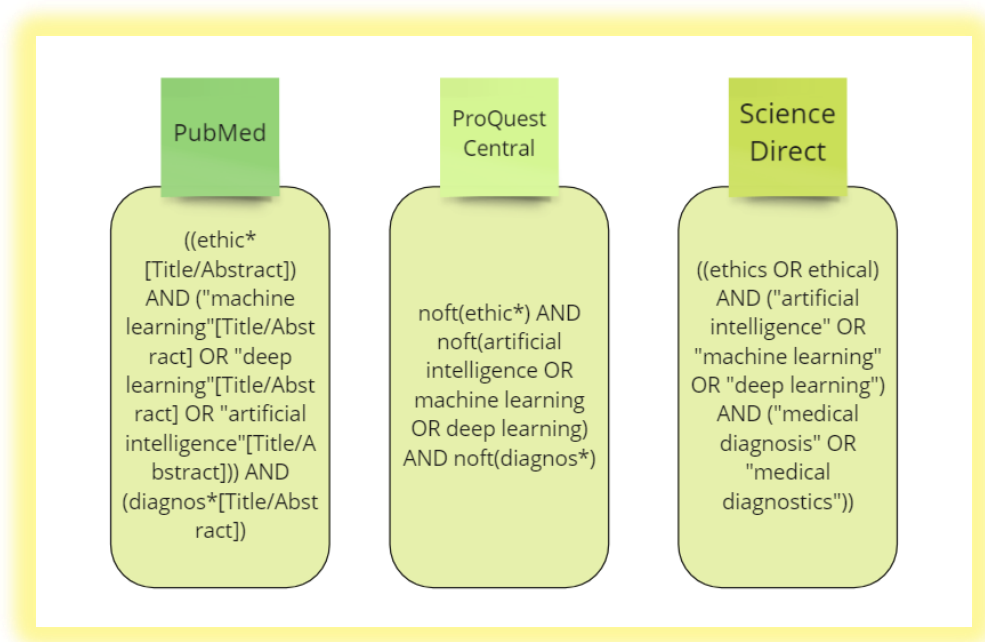 PubMed
((ethic*
[Title/Abstract])
AND ("machine
learning"[Title/Abst
ract] OR "deep
learning"[Title/Abst
ract] OR "artificial
intelligence"[Title/A
bstract])) AND
(diagnos*[Title/Abst
ract])
ProQuest
Central
noft(ethic*) AND
noft(artificial
intelligence OR
machine learning
OR deep learning)
AND noft(diagnos*)
Science
Direct
((ethics OR ethical)
AND ("artificial
intelligence" OR
"machine learning"
OR "deep learning")
AND ("medical
diagnosis" OR
"medical
diagnostics"))